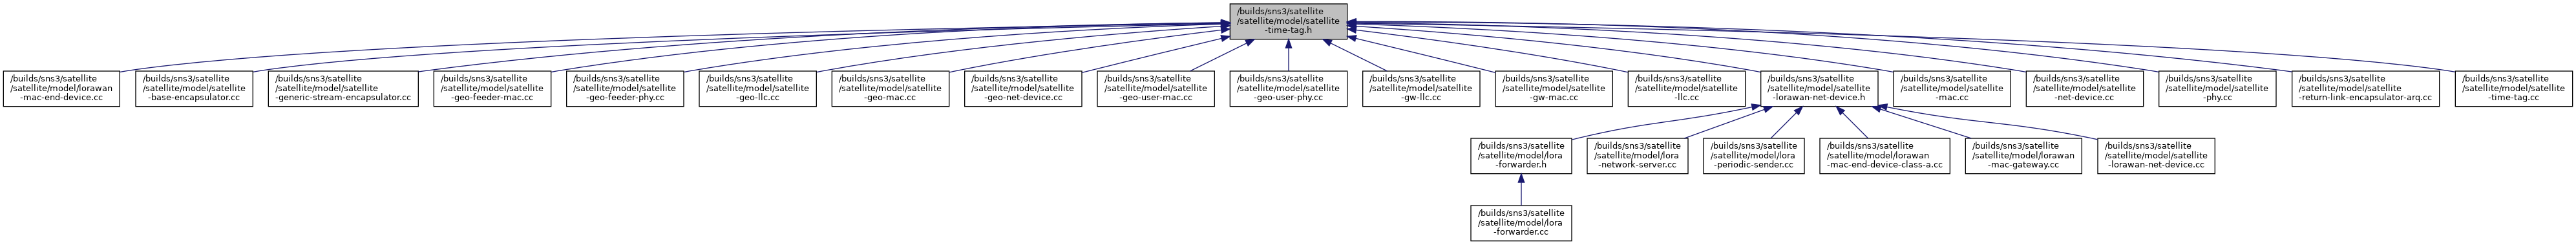 /builds/sns3/satellite
/satellite/model/satellite
-time-tag.h
/builds/sns3/satellite
/satellite/model/lorawan
-mac-end-device.cc
/builds/sns3/satellite
/satellite/model/satellite
-base-encapsulator.cc
/builds/sns3/satellite
/satellite/model/satellite
-generic-stream-encapsulator.cc
/builds/sns3/satellite
/satellite/model/satellite
-geo-feeder-mac.cc
/builds/sns3/satellite
/satellite/model/satellite
-geo-feeder-phy.cc
/builds/sns3/satellite
/satellite/model/satellite
-geo-llc.cc
/builds/sns3/satellite
/satellite/model/satellite
-geo-mac.cc
/builds/sns3/satellite
/satellite/model/satellite
-geo-net-device.cc
/builds/sns3/satellite
/satellite/model/satellite
-geo-user-mac.cc
/builds/sns3/satellite
/satellite/model/satellite
-geo-user-phy.cc
/builds/sns3/satellite
/satellite/model/satellite
-gw-llc.cc
/builds/sns3/satellite
/satellite/model/satellite
-gw-mac.cc
/builds/sns3/satellite
/satellite/model/satellite
-llc.cc
/builds/sns3/satellite
/satellite/model/satellite
-lorawan-net-device.h
/builds/sns3/satellite
/satellite/model/satellite
-mac.cc
/builds/sns3/satellite
/satellite/model/satellite
-net-device.cc
/builds/sns3/satellite
/satellite/model/satellite
-phy.cc
/builds/sns3/satellite
/satellite/model/satellite
-return-link-encapsulator-arq.cc
/builds/sns3/satellite
/satellite/model/satellite
-time-tag.cc
/builds/sns3/satellite
/satellite/model/lora
-forwarder.h
/builds/sns3/satellite
/satellite/model/lora
-network-server.cc
/builds/sns3/satellite
/satellite/model/lora
-periodic-sender.cc
/builds/sns3/satellite
/satellite/model/lorawan
-mac-end-device-class-a.cc
/builds/sns3/satellite
/satellite/model/lorawan
-mac-gateway.cc
/builds/sns3/satellite
/satellite/model/satellite
-lorawan-net-device.cc
/builds/sns3/satellite
/satellite/model/lora
-forwarder.cc